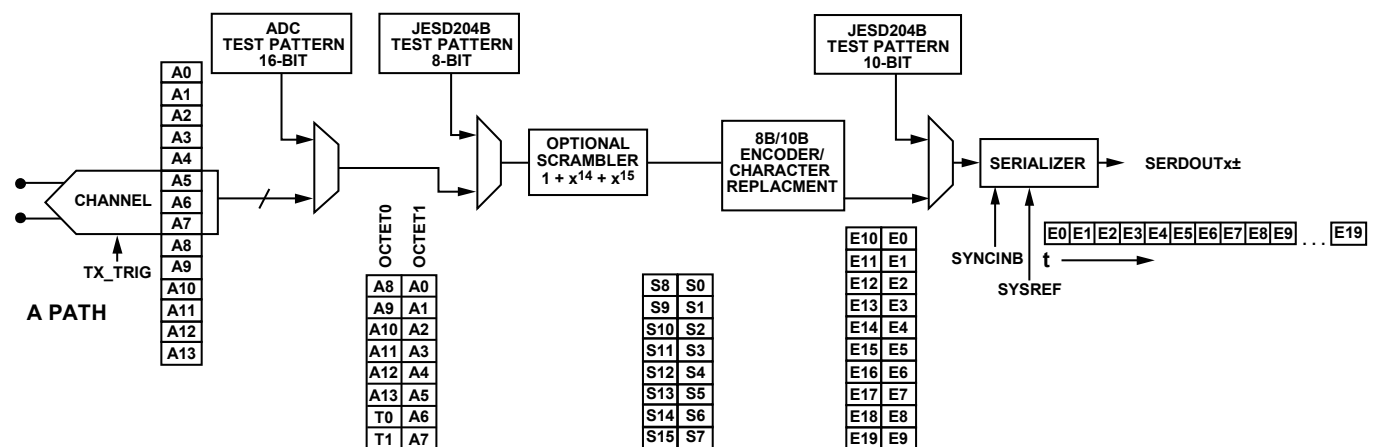 ADC
TEST PATTERN
16-BIT
JESD204B
TEST PATTERN
8-BIT
JESD204B
TEST PATTERN
10-BIT
A0
A1
A2
A3
A4
A5
A6
A7
A8
A9
A10
A11
A12
A13
CHANNEL
TX_TRIG
A PATH
OPTIONAL
SCRAMBLER
1 + x¹⁴ + x¹⁵
8B/10B
ENCODER/
CHARACTER
REPLACMENT
SERIALIZER
SERDOUTx±
SYNCINB
SYSREF
E0 E1 E2 E3 E4 E5 E6 E7 E8 E9 . . . E19
t
OCTET0
OCTET1
A8 A0
A9 A1
A10 A2
A11 A3
A12 A4
A13 A5
T0 A6
T1 A7
S8 S0
S9 S1
S10 S2
S11 S3
S12 S4
S13 S5
S14 S6
S15 S7
E10 E0
E11 E1
E12 E2
E13 E3
E14 E4
E15 E5
E16 E6
E17 E7
E18 E8
E19 E9